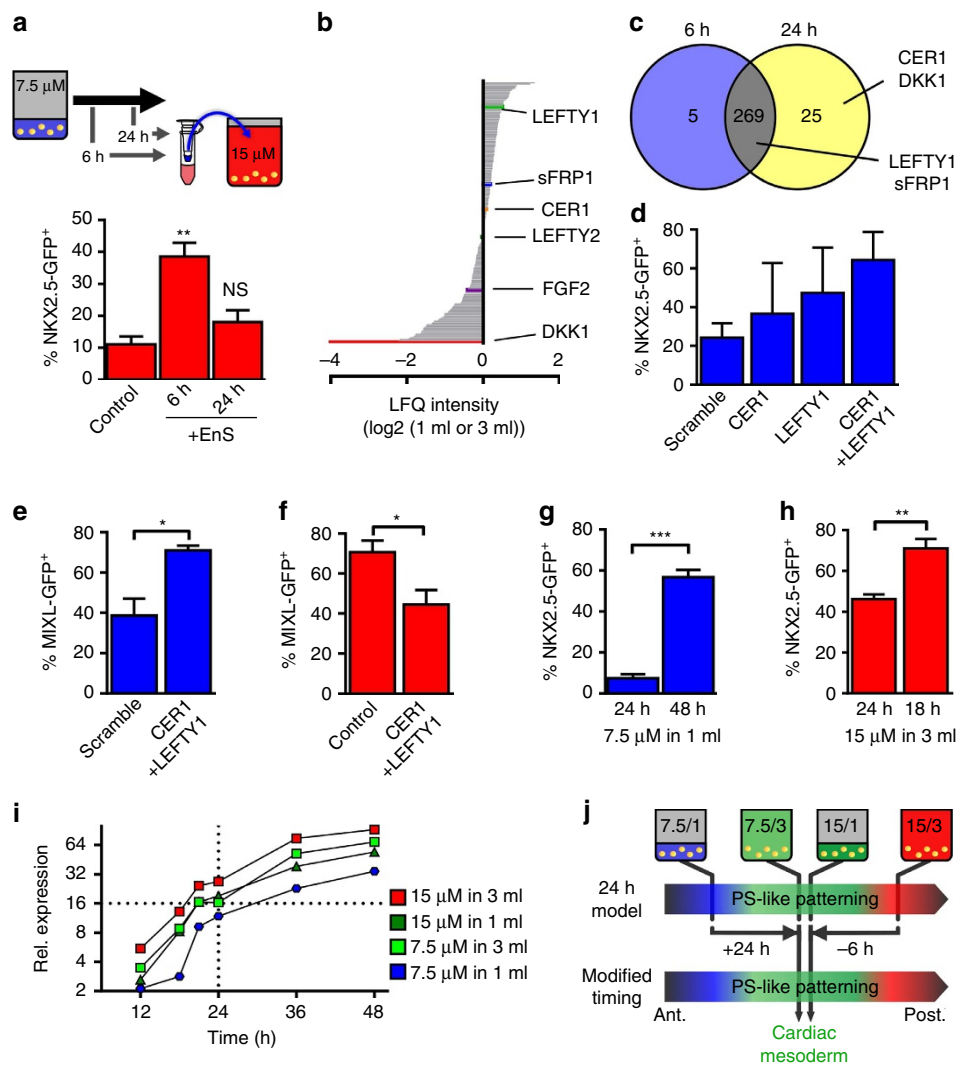 a
7.5 μM
24 h
6 h
15 μM
% NKX2.5-GFP+
50
40
30
20
10
0
**
NS
Control
6 h
24 h
+EnS
b
LEFTY1
sFRP1
CER1
LEFTY2
FGF2
DKK1
−4
−2
0
2
LFQ intensity
(log2 (1 ml or 3 ml))
c
6 h
24 h
5
269
25
CER1
DKK1
LEFTY1
sFRP1
d
% NKX2.5-GFP+
80
60
40
20
0
Scramble
CER1
LEFTY1
CER1
+LEFTY1
e
% MIXL-GFP+
80
60
40
20
0
*
Scramble
CER1
+LEFTY1
f
% MIXL-GFP+
80
60
40
20
0
*
Control
CER1
+LEFTY1
g
% NKX2.5-GFP+
80
60
40
20
0
***
24 h
48 h
7.5 μM in 1 ml
h
% NKX2.5-GFP+
80
60
40
20
0
**
24 h
18 h
15 μM in 3 ml
i
Rel. expression
64
32
16
8
4
2
12
24
36
48
Time (h)
15 μM in 3 ml
15 μM in 1 ml
7.5 μM in 3 ml
7.5 μM in 1 ml
j
7.5/1
7.5/3
15/1
15/3
24 h
model
PS-like patterning
+24 h
−6 h
Modified
timing
PS-like patterning
Ant.
Post.
Cardiac
mesoderm